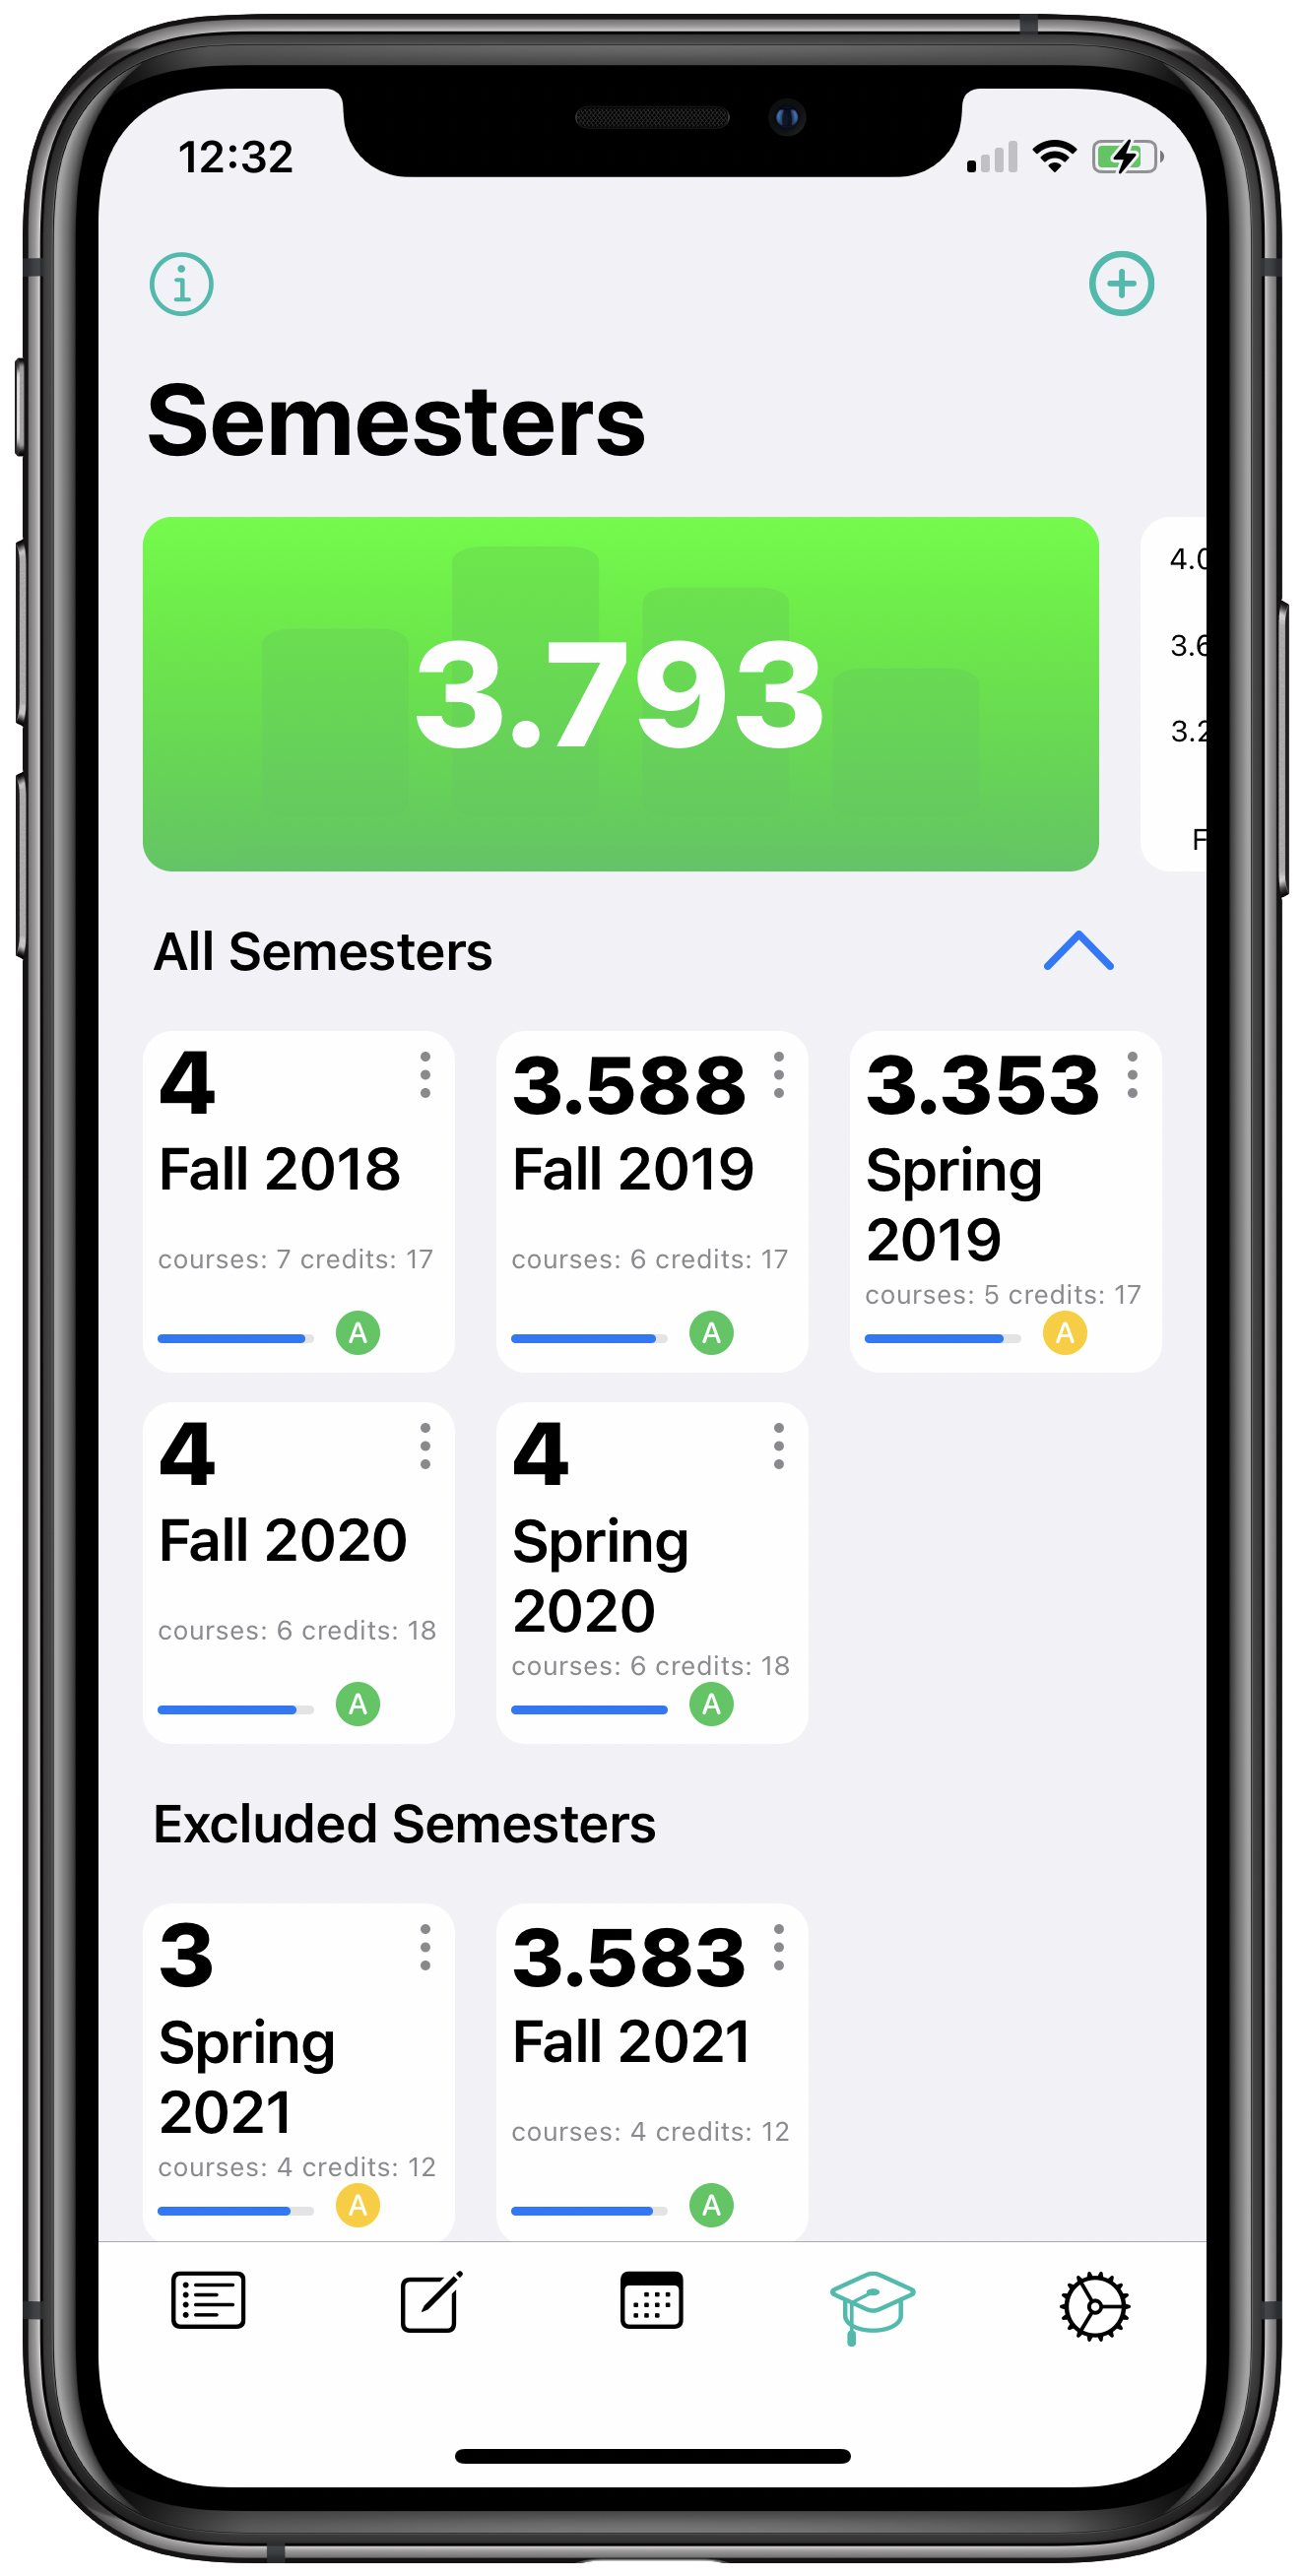 12:32
Semesters
3.793
4.0
3.6
3.2
F
All Semesters
4
Fall 2018
courses: 7 credits: 17
A
3.588
Fall 2019
courses: 6 credits: 17
A
3.353
Spring
2019
courses: 5 credits: 17
A
4
Fall 2020
courses: 6 credits: 18
A
4
Spring
2020
courses: 6 credits: 18
A
Excluded Semesters
3
Spring
2021
courses: 4 credits: 12
A
3.583
Fall 2021
courses: 4 credits: 12
A